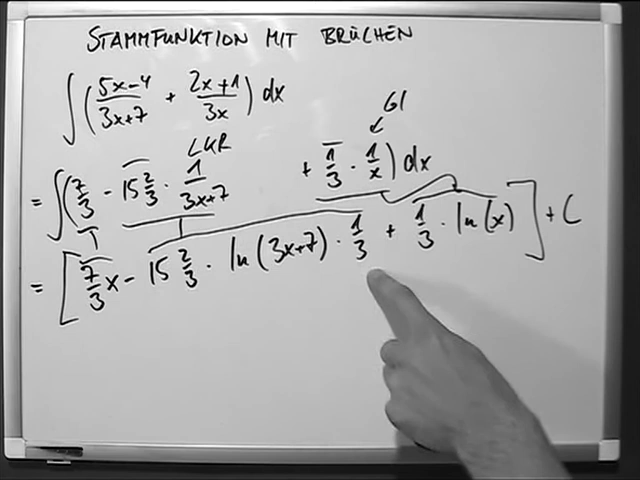 STAMMFUNKTION MIT BRÜCHEN
∫( (5x-4)/(3x+7) + (2x+1)/(3x) ) dx
GI
LKR
= ∫( 7/3 - 15 2/3 · 1/(3x+7) + 1/3 · 1/x ) dx
= [ 7/3 x - 15 2/3 · ln(3x+7) · 1/3 + 1/3 · ln(x) ] + C